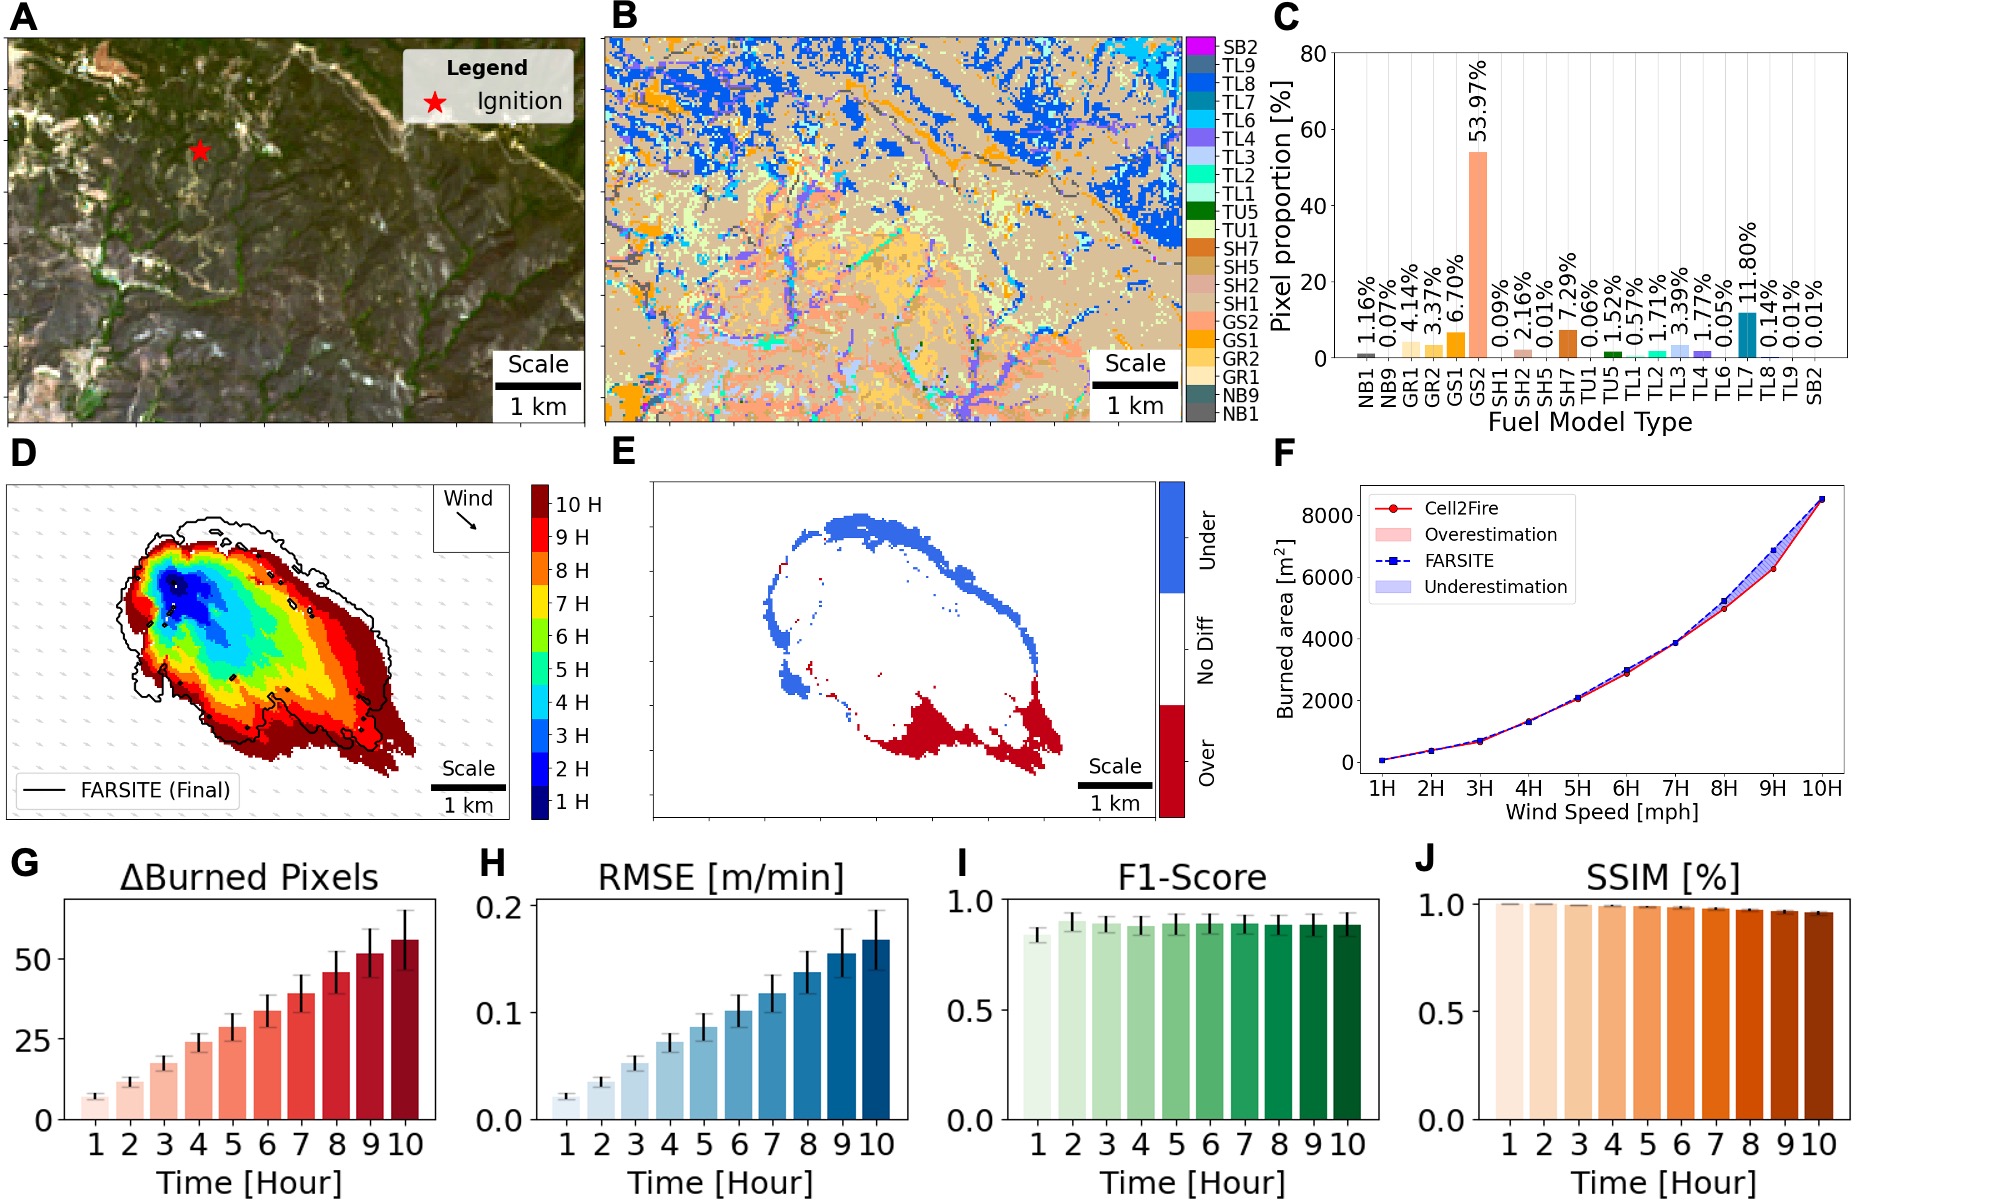 A
Legend
Ignition
Scale
1 km
B
SB2
TL9
TL8
TL7
TL6
TL4
TL3
TL2
TL1
TU5
TU1
SH7
SH5
SH2
SH1
GS2
GS1
GR2
GR1
NB9
NB1
Scale
1 km
C
Pixel proportion [%]
80
60
40
20
0
1.16%
0.07%
4.14%
3.37%
6.70%
53.97%
0.09%
2.16%
0.01%
7.29%
0.06%
1.52%
0.57%
1.71%
3.39%
1.77%
0.05%
11.80%
0.14%
0.01%
0.01%
NB1 NB9 GR1 GR2 GS1 GS2 SH1 SH2 SH5 SH7 TU1 TU5 TL1 TL2 TL3 TL4 TL6 TL7 TL8 TL9 SB2
Fuel Model Type
D
Wind
FARSITE (Final)
Scale
1 km
10 H
9 H
8 H
7 H
6 H
5 H
4 H
3 H
2 H
1 H
E
Scale
1 km
Under
No Diff
Over
F
Burned area [m²]
8000
6000
4000
2000
0
Cell2Fire
Overestimation
FARSITE
Underestimation
1H 2H 3H 4H 5H 6H 7H 8H 9H 10H
Wind Speed [mph]
G
ΔBurned Pixels
50
25
0
1 2 3 4 5 6 7 8 9 10
Time [Hour]
H
RMSE [m/min]
0.2
0.1
0.0
1 2 3 4 5 6 7 8 9 10
Time [Hour]
I
F1-Score
1.0
0.5
0.0
1 2 3 4 5 6 7 8 9 10
Time [Hour]
J
SSIM [%]
1.0
0.5
0.0
1 2 3 4 5 6 7 8 9 10
Time [Hour]